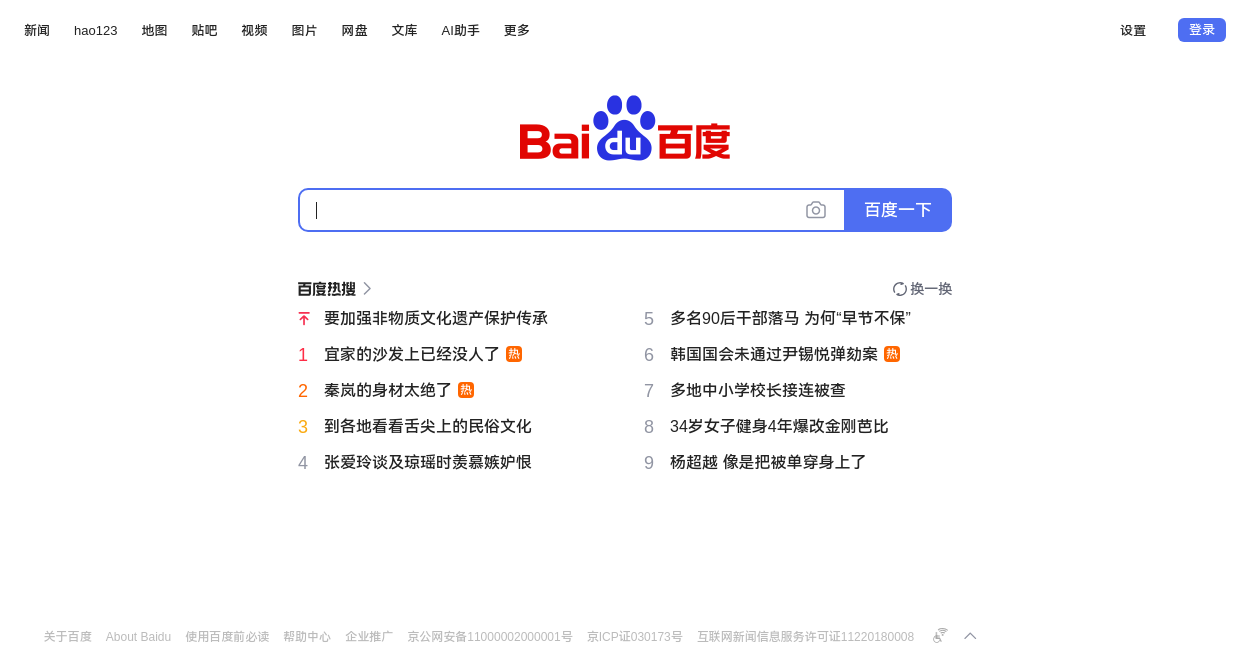 新闻 hao123 地图 贴吧 视频 图片 网盘 文库 AI助手 更多 设置 登录
Baidu百度
百度一下
百度热搜 换一换
要加强非物质文化遗产保护传承
1 宜家的沙发上已经没人了 热
2 秦岚的身材太绝了 热
3 到各地看看舌尖上的民俗文化
4 张爱玲谈及琼瑶时羡慕嫉妒恨
5 多名90后干部落马 为何“早节不保”
6 韩国国会未通过尹锡悦弹劾案 热
7 多地中小学校长接连被查
8 34岁女子健身4年爆改金刚芭比
9 杨超越 像是把被单穿身上了
关于百度 About Baidu 使用百度前必读 帮助中心 企业推广 京公网安备11000002000001号 京ICP证030173号 互联网新闻信息服务许可证11220180008